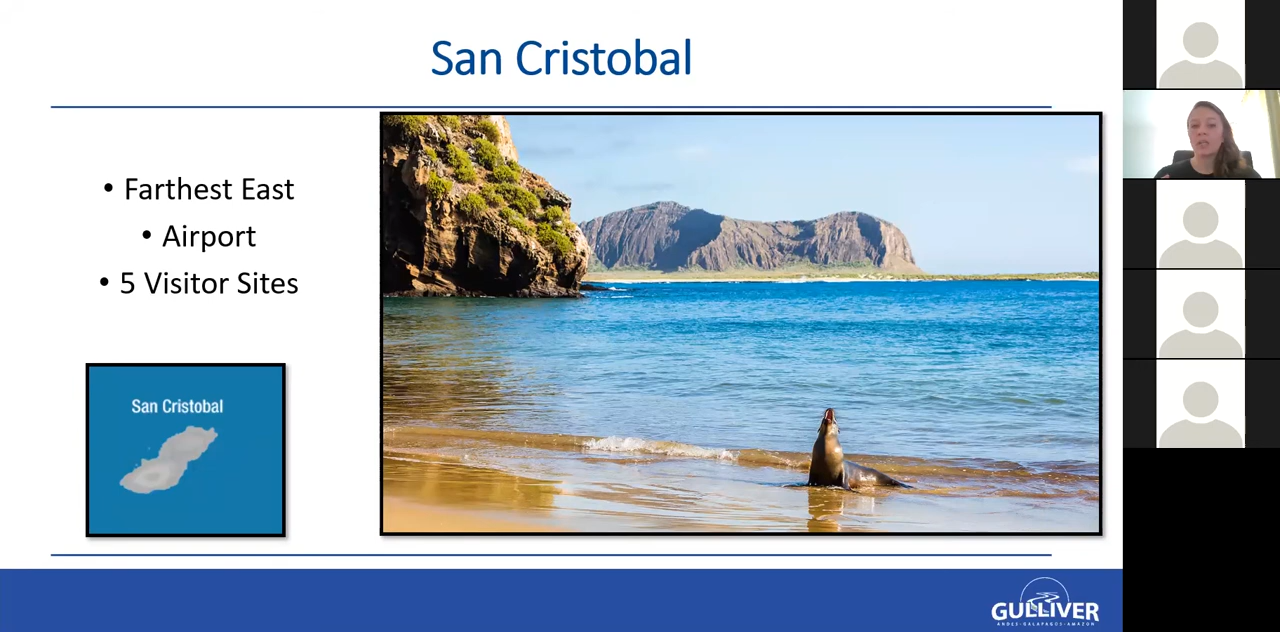 San Cristobal
• Farthest East
• Airport
• 5 Visitor Sites
San Cristobal
GULLIVER
ANDES·GALAPAGOS·AMAZON